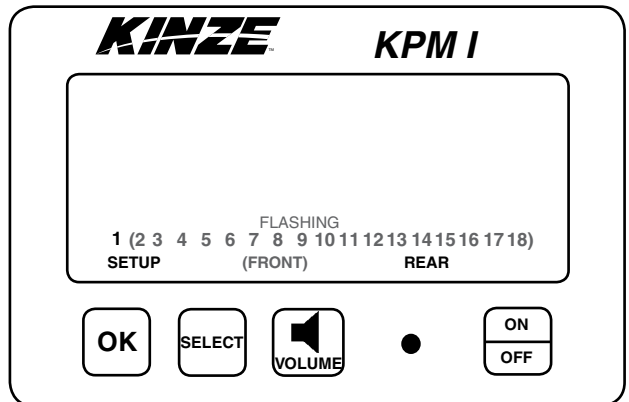 KINZE™ KPM I
FLASHING
1 (2 3 4 5 6 7 8 9 10 11 12 13 14 15 16 17 18)
SETUP (FRONT) REAR
OK SELECT VOLUME ON
OFF